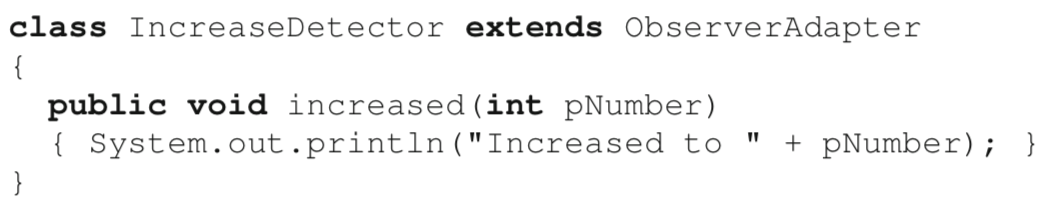 class IncreaseDetector extends ObserverAdapter
{
  public void increased(int pNumber)
  { System.out.println("Increased to " + pNumber); }
}